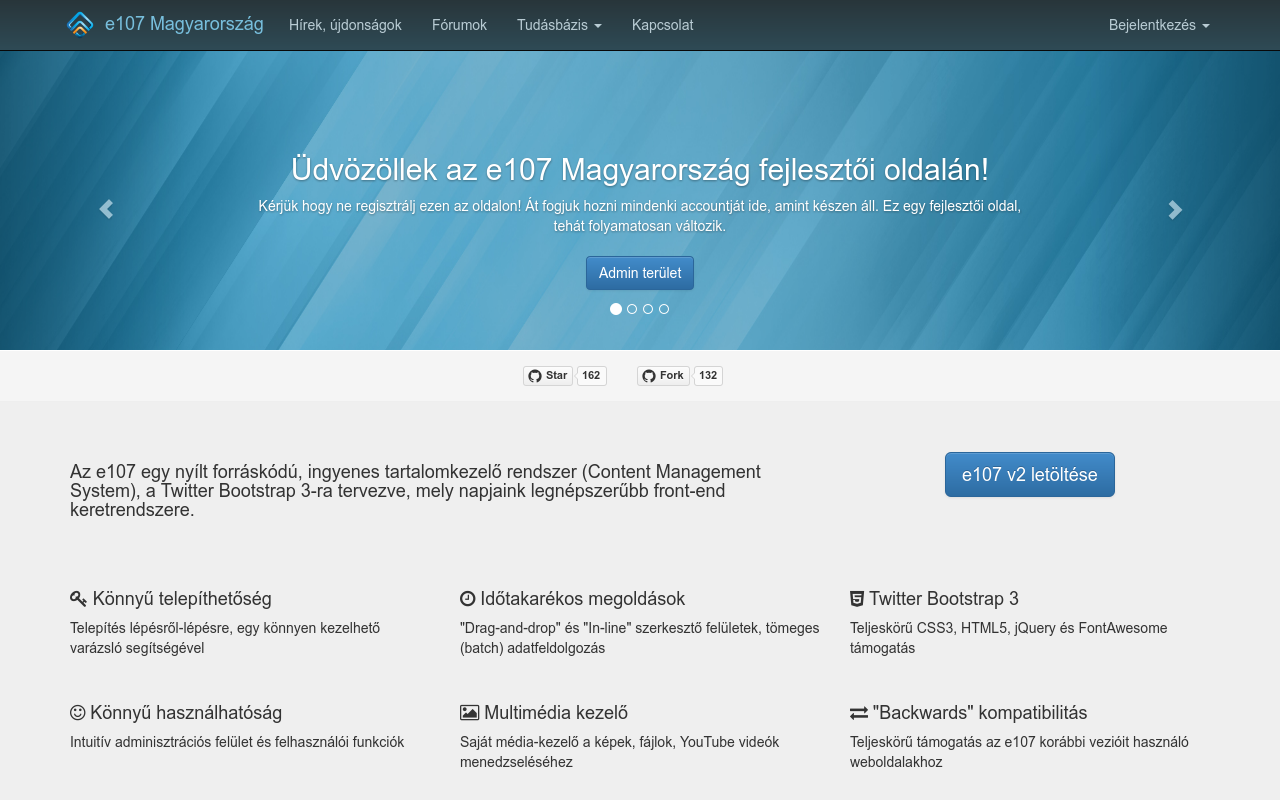 e107 Magyarország
Hírek, újdonságok
Fórumok
Tudásbázis
Kapcsolat
Bejelentkezés
Üdvözöllek az e107 Magyarország fejlesztői oldalán!
Kérjük hogy ne regisztrálj ezen az oldalon! Át fogjuk hozni mindenki accountját ide, amint készen áll. Ez egy fejlesztői oldal,
tehát folyamatosan változik.
Admin terület
Star 162
Fork 132
Az e107 egy nyílt forráskódú, ingyenes tartalomkezelő rendszer (Content Management
System), a Twitter Bootstrap 3-ra tervezve, mely napjaink legnépszerűbb front-end
keretrendszere.
e107 v2 letöltése
Könnyű telepíthetőség
Telepítés lépésről-lépésre, egy könnyen kezelhető
varázsló segítségével
Időtakarékos megoldások
"Drag-and-drop" és "In-line" szerkesztő felületek, tömeges
(batch) adatfeldolgozás
Twitter Bootstrap 3
Teljeskörű CSS3, HTML5, jQuery és FontAwesome
támogatás
Könnyű használhatóság
Intuitív adminisztrációs felület és felhasználói funkciók
Multimédia kezelő
Saját média-kezelő a képek, fájlok, YouTube videók
menedzseléséhez
"Backwards" kompatibilitás
Teljeskörű támogatás az e107 korábbi vezióit használó
weboldalakhoz